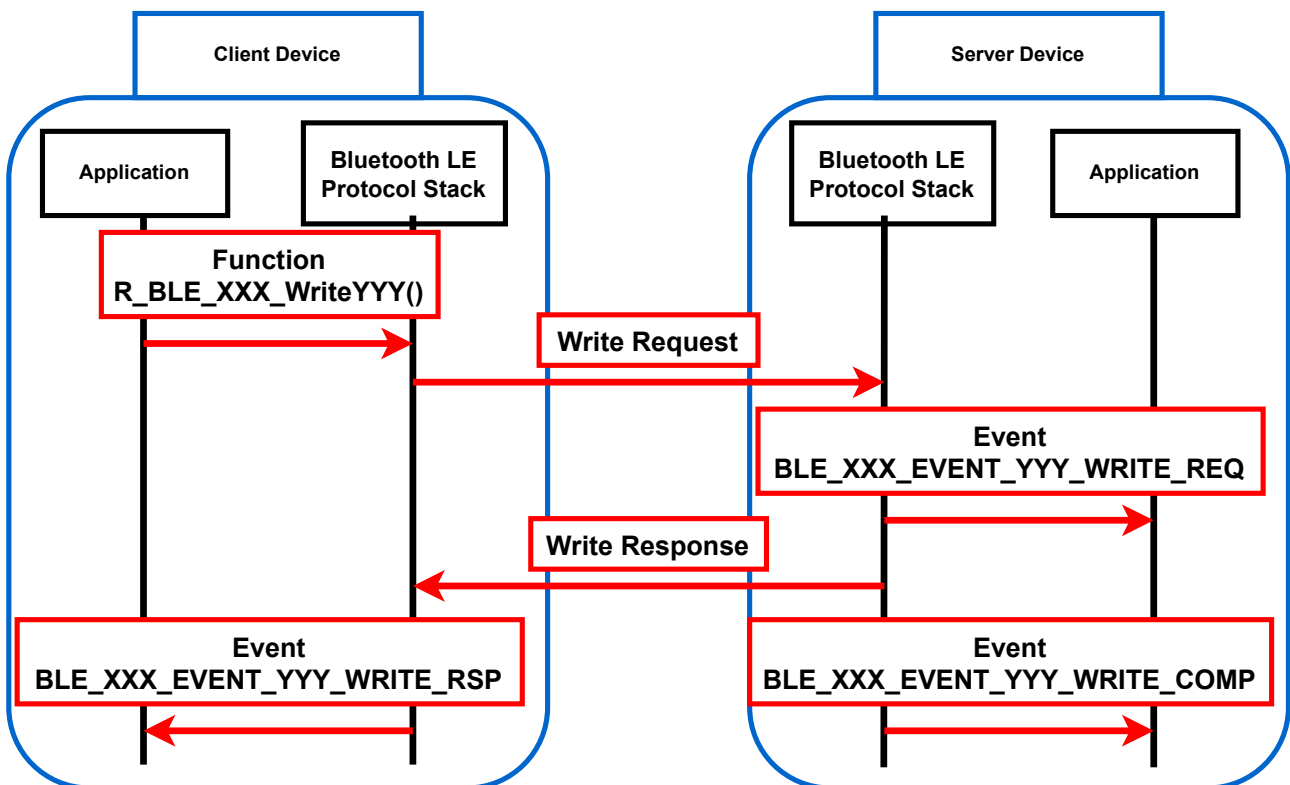 Client Device
Server Device
Application
Bluetooth LE
Protocol Stack
Bluetooth LE
Protocol Stack
Application
Function
R_BLE_XXX_WriteYYY()
Write Request
Event
BLE_XXX_EVENT_YYY_WRITE_REQ
Write Response
Event
BLE_XXX_EVENT_YYY_WRITE_RSP
Event
BLE_XXX_EVENT_YYY_WRITE_COMP